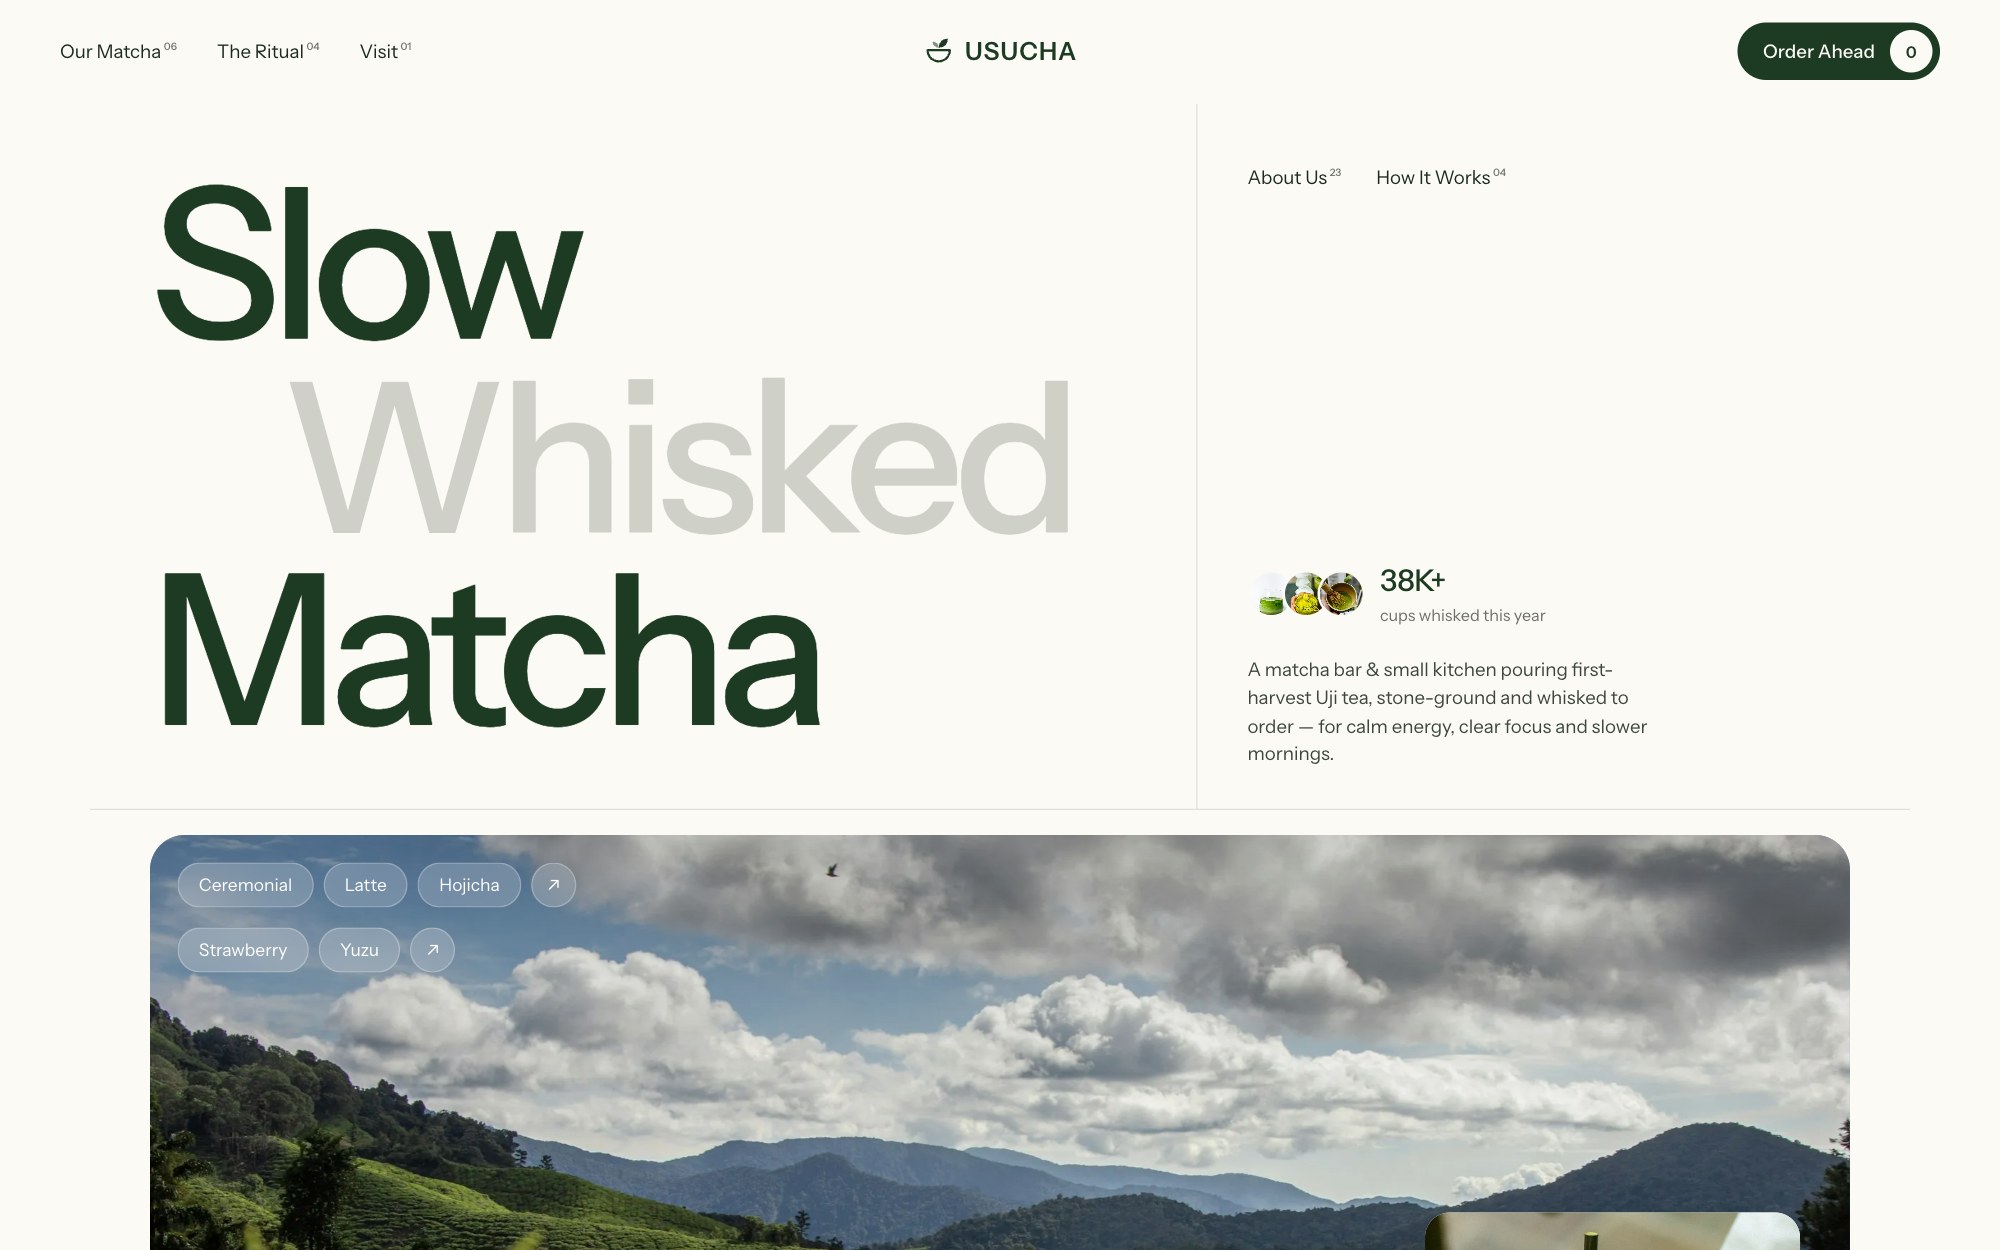 Our Matcha 06
The Ritual 04
Visit 01
USUCHA
Order Ahead 0
Slow
Whisked
Matcha
About Us 23
How It Works 04
38K+
cups whisked this year
A matcha bar & small kitchen pouring first-
harvest Uji tea, stone-ground and whisked to
order — for calm energy, clear focus and slower
mornings.
Ceremonial
Latte
Hojicha
Strawberry
Yuzu